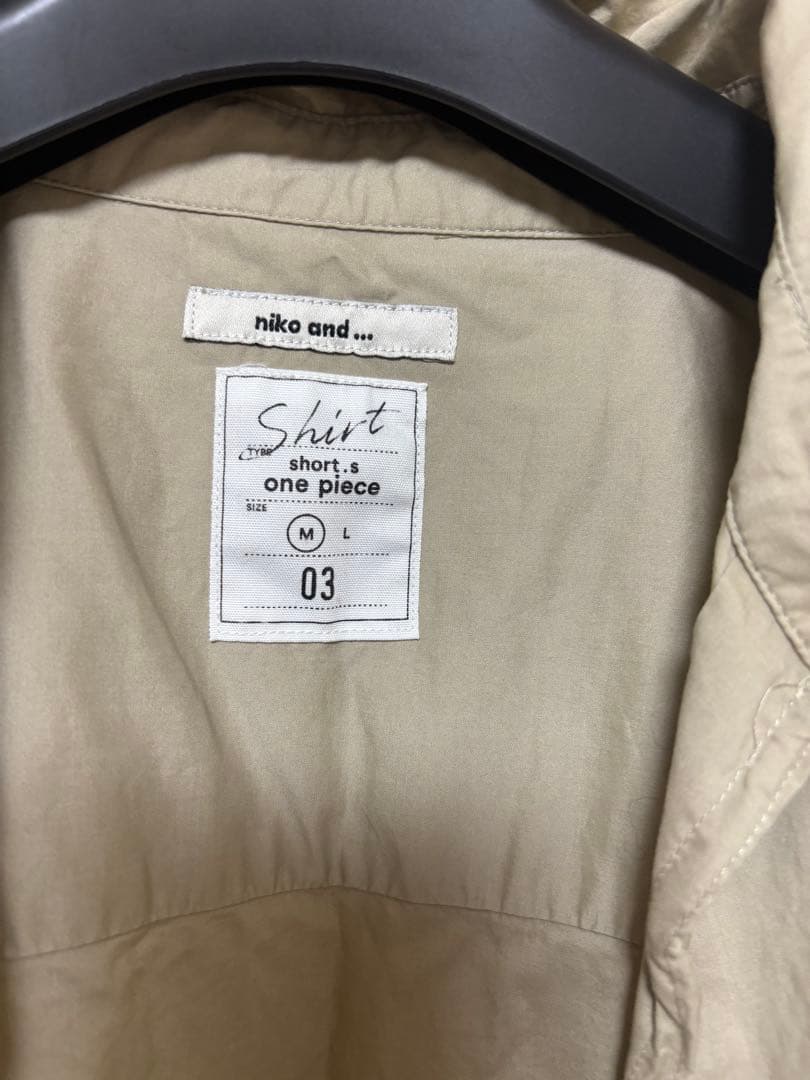 niko and ...
Shirt
TYPE
short.s
one piece
SIZE
M L
03